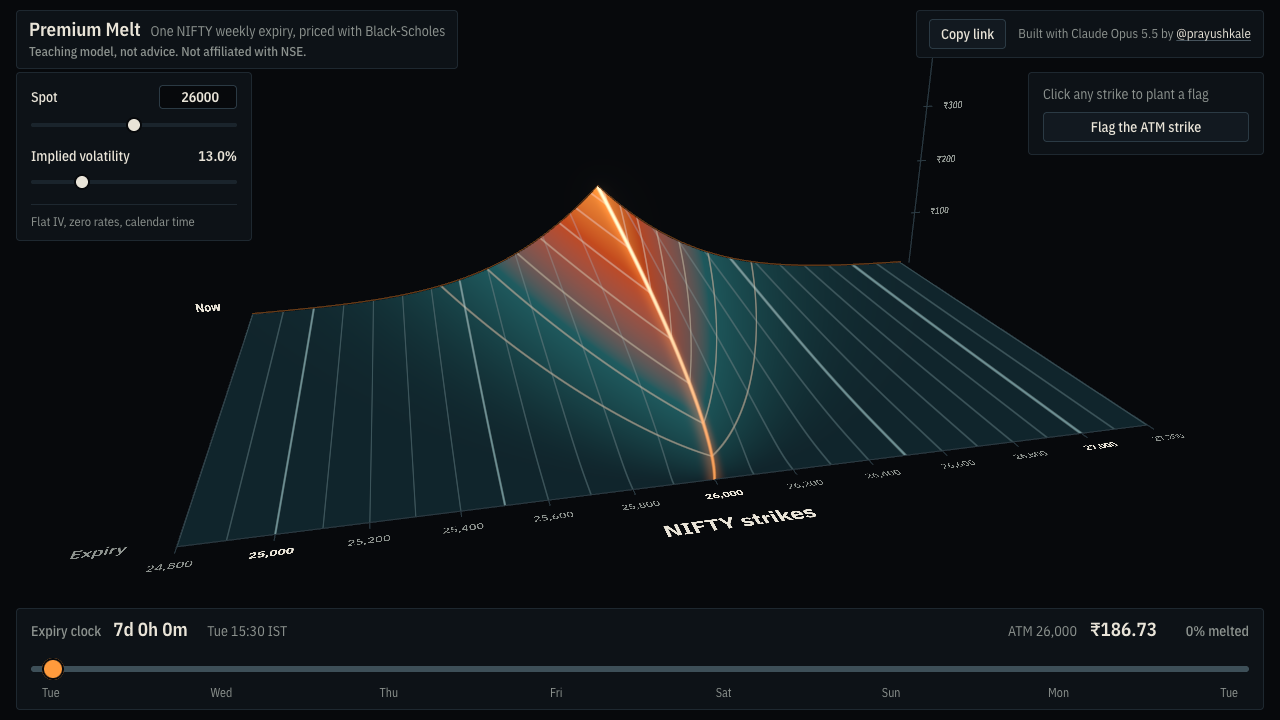 Premium Melt One NIFTY weekly expiry, priced with Black-Scholes
Teaching model, not advice. Not affiliated with NSE.
Copy link Built with Claude Opus 5.5 by @prayushkale
Spot 26000
Implied volatility 13.0%
Flat IV, zero rates, calendar time
Click any strike to plant a flag
Flag the ATM strike
₹300
₹200
₹100
Now
Expiry
24,800 25,000 25,200 25,400 25,600 25,800 26,000 26,200 26,400 26,600 26,800 27,000
NIFTY strikes
Expiry clock 7d 0h 0m Tue 15:30 IST ATM 26,000 ₹186.73 0% melted
Tue Wed Thu Fri Sat Sun Mon Tue